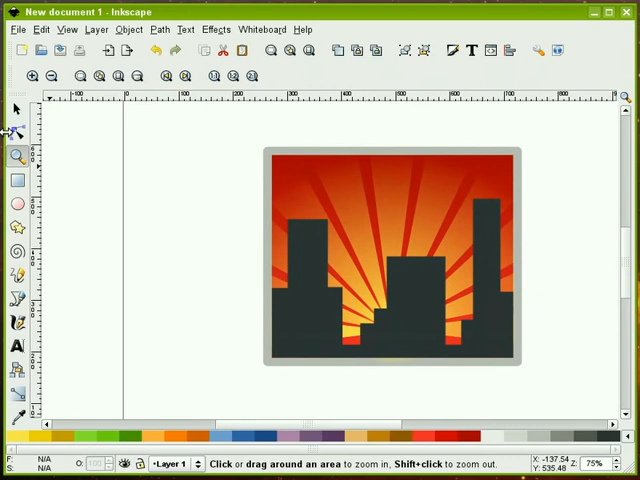 New document 1 - Inkscape
File Edit View Layer Object Path Text Effects Whiteboard Help
-100 0 100 200 300 400 500 600 700 800
Layer 1
F: N/A
S: N/A
O: 100
Click or drag around an area to zoom in, Shift+click to zoom out.
X: -137.54
Y: 535.48
Z: 75%